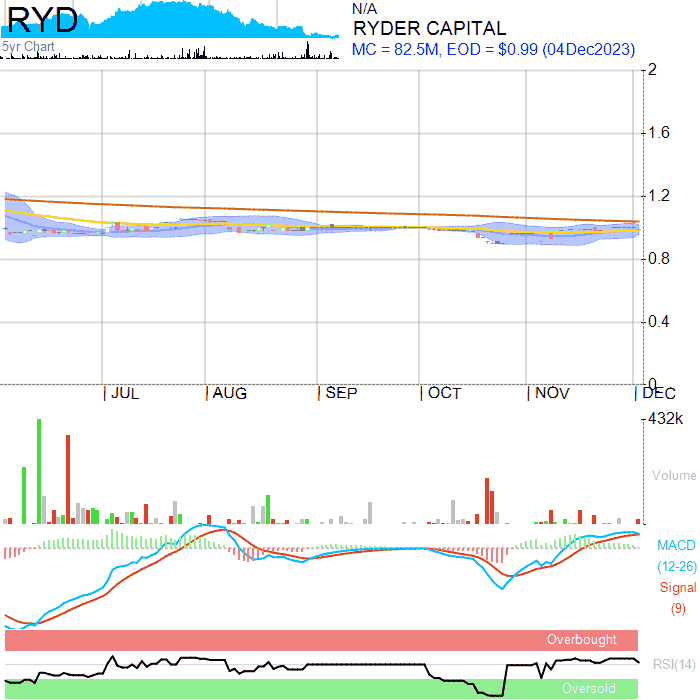 RYD
5yr Chart
N/A
RYDER CAPITAL
MC = 82.5M, EOD = $0.99 (04Dec2023)
2
1.6
1.2
0.8
0.4
0
JUL AUG SEP OCT NOV DEC
432k
Volume
MACD
(12-26)
Signal
(9)
Overbought
RSI(14)
Oversold